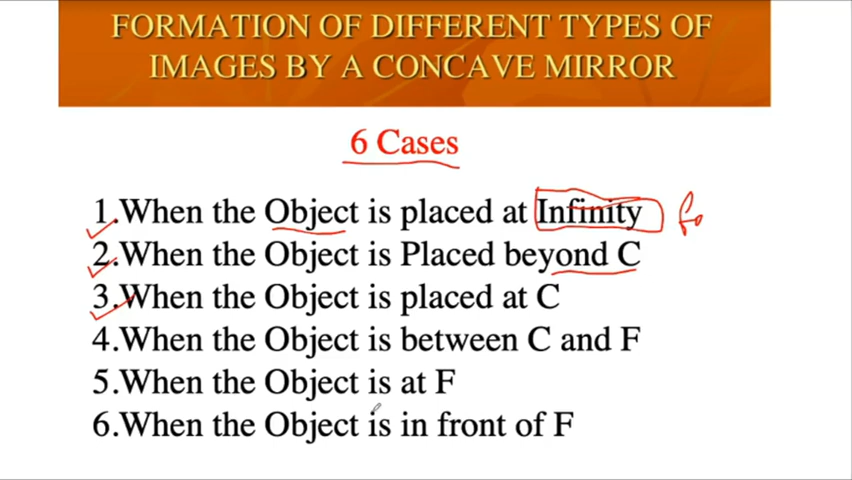 FORMATION OF DIFFERENT TYPES OF
IMAGES BY A CONCAVE MIRROR
6 Cases
1.When the Object is placed at Infinity
2.When the Object is Placed beyond C
3.When the Object is placed at C
4.When the Object is between C and F
5.When the Object is at F
6.When the Object is in front of F